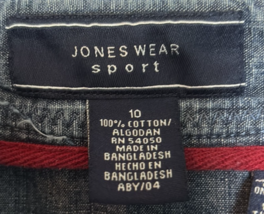 JONES WEAR
sport
10
100% COTTON/
ALGODAN
RN 54050
MADE IN
BANGLADESH
HECHO EN
BANGLADESH
ABY/04